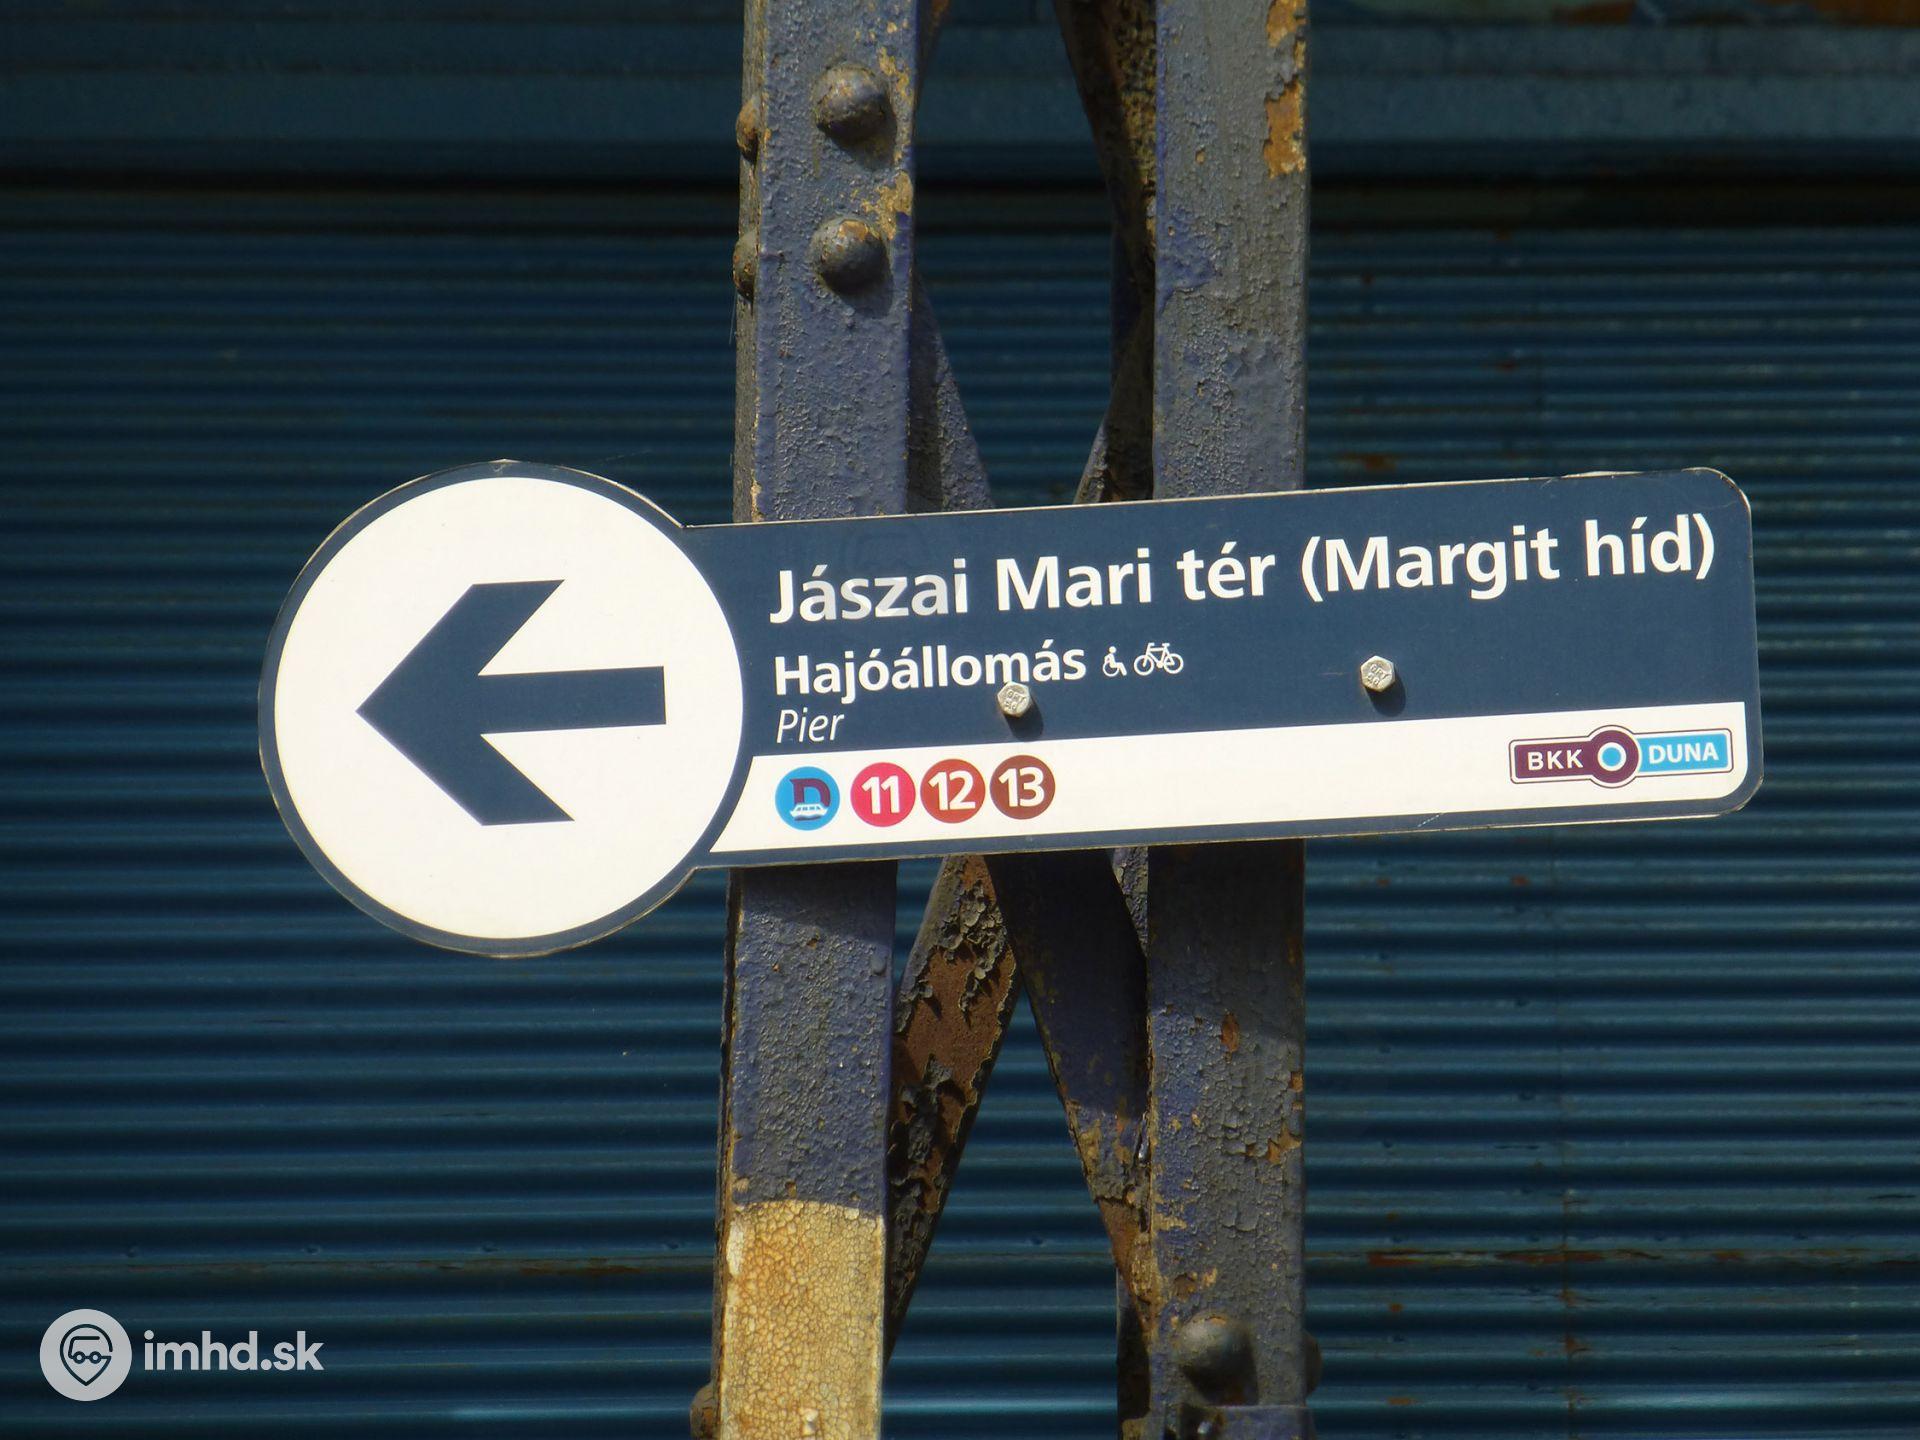 Jászai Mari tér (Margit híd)
Hajóállomás
Pier
D 11 12 13
BKK DUNA
imhd.sk